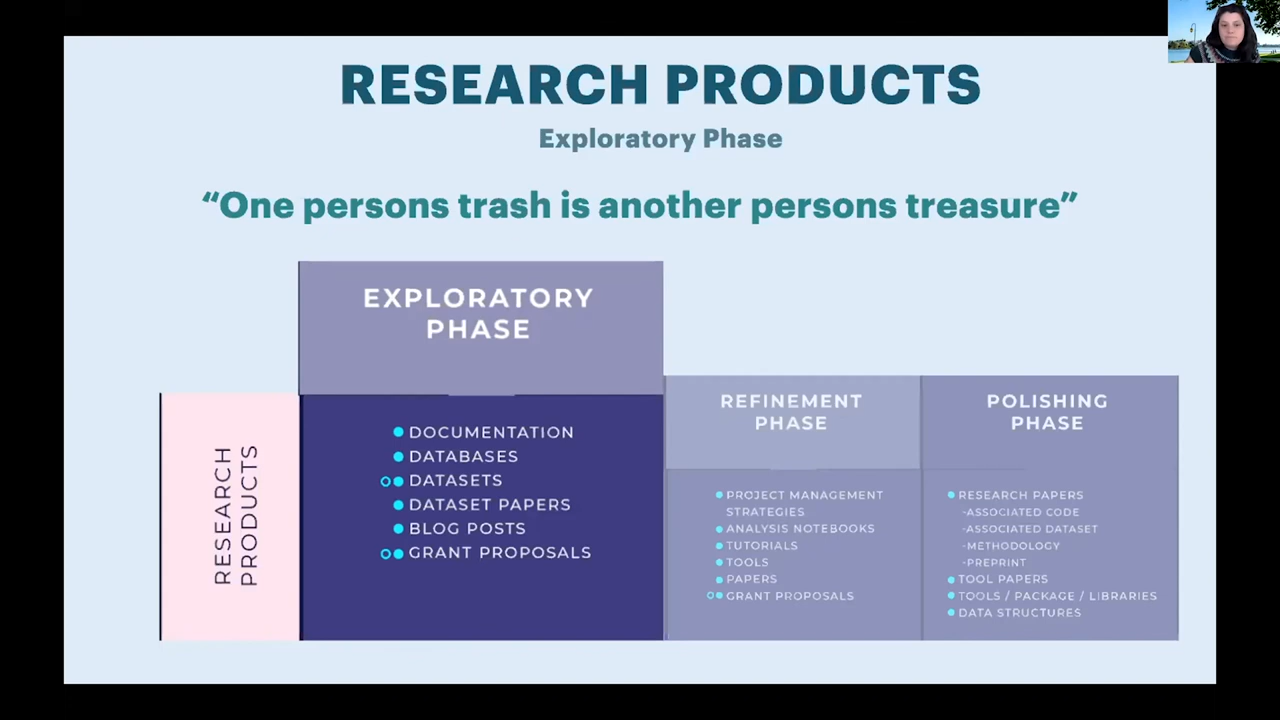 RESEARCH PRODUCTS
Exploratory Phase
“One persons trash is another persons treasure”
EXPLORATORY
PHASE
RESEARCH
PRODUCTS
DOCUMENTATION
DATABASES
DATASETS
DATASET PAPERS
BLOG POSTS
GRANT PROPOSALS
REFINEMENT
PHASE
PROJECT MANAGEMENT
STRATEGIES
ANALYSIS NOTEBOOKS
TUTORIALS
TOOLS
PAPERS
GRANT PROPOSALS
POLISHING
PHASE
RESEARCH PAPERS
-ASSOCIATED CODE
-ASSOCIATED DATASET
-METHODOLOGY
-PREPRINT
TOOL PAPERS
TOOLS / PACKAGE / LIBRARIES
DATA STRUCTURES